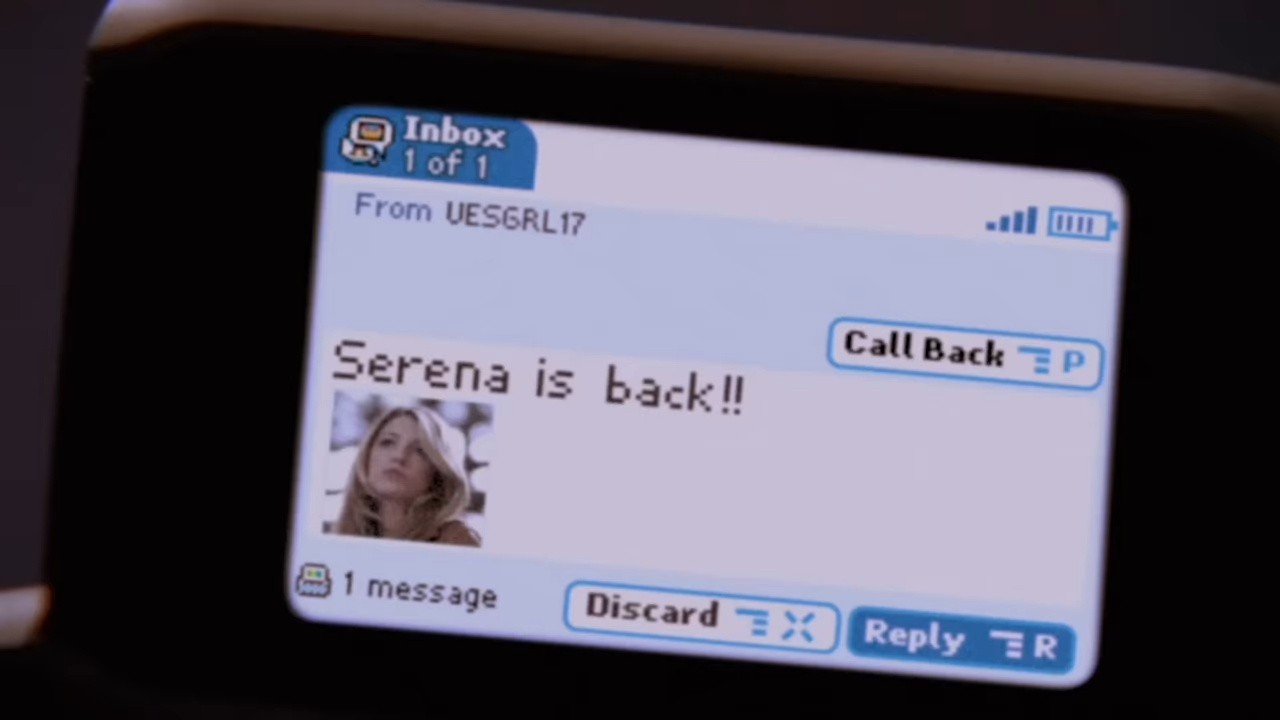 Inbox
1 of 1
From UESGRL17
Call Back P
Serena is back!!
1 message
Discard
Reply R